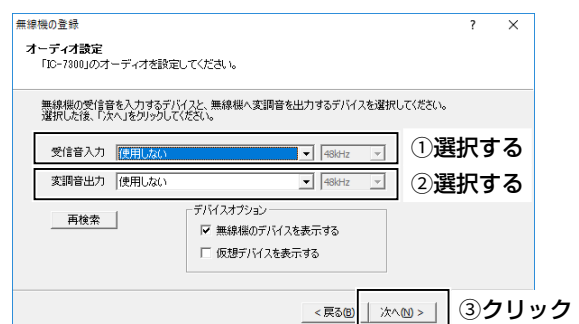 無線機の登録 ? ×
オーディオ設定
「IC-7300」のオーディオを設定してください。
無線機の受信音を入力するデバイスと、無線機へ変調音を出力するデバイスを選択してください。
選択した後、「次へ」をクリックしてください。
受信音入力 使用しない 48kHz ①選択する
変調音出力 使用しない 48kHz ②選択する
再検索
デバイスオプション
無線機のデバイスを表示する
仮想デバイスを表示する
< 戻る(B) 次へ(N) > ③クリック